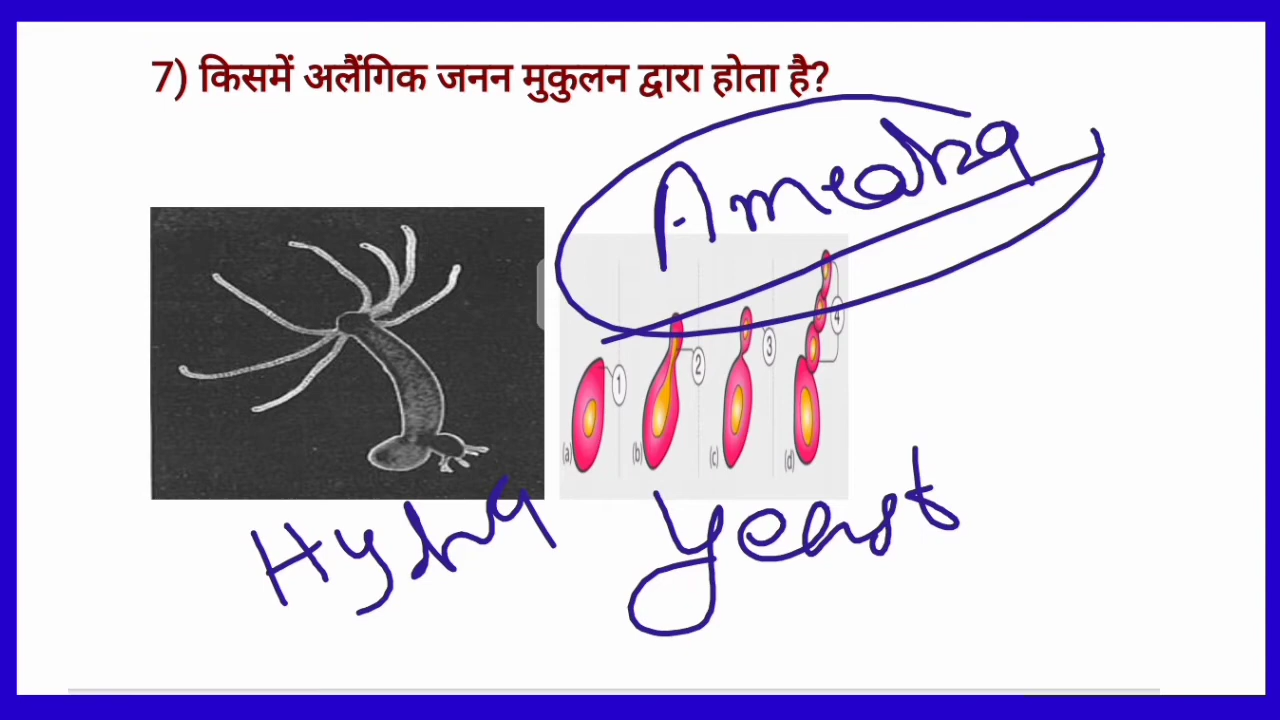 7) किसमें अलैंगिक जनन मुकुलन द्वारा होता है?
Ameaba
1 2 3 4
(a) (b) (c) (d)
Hydra yeast